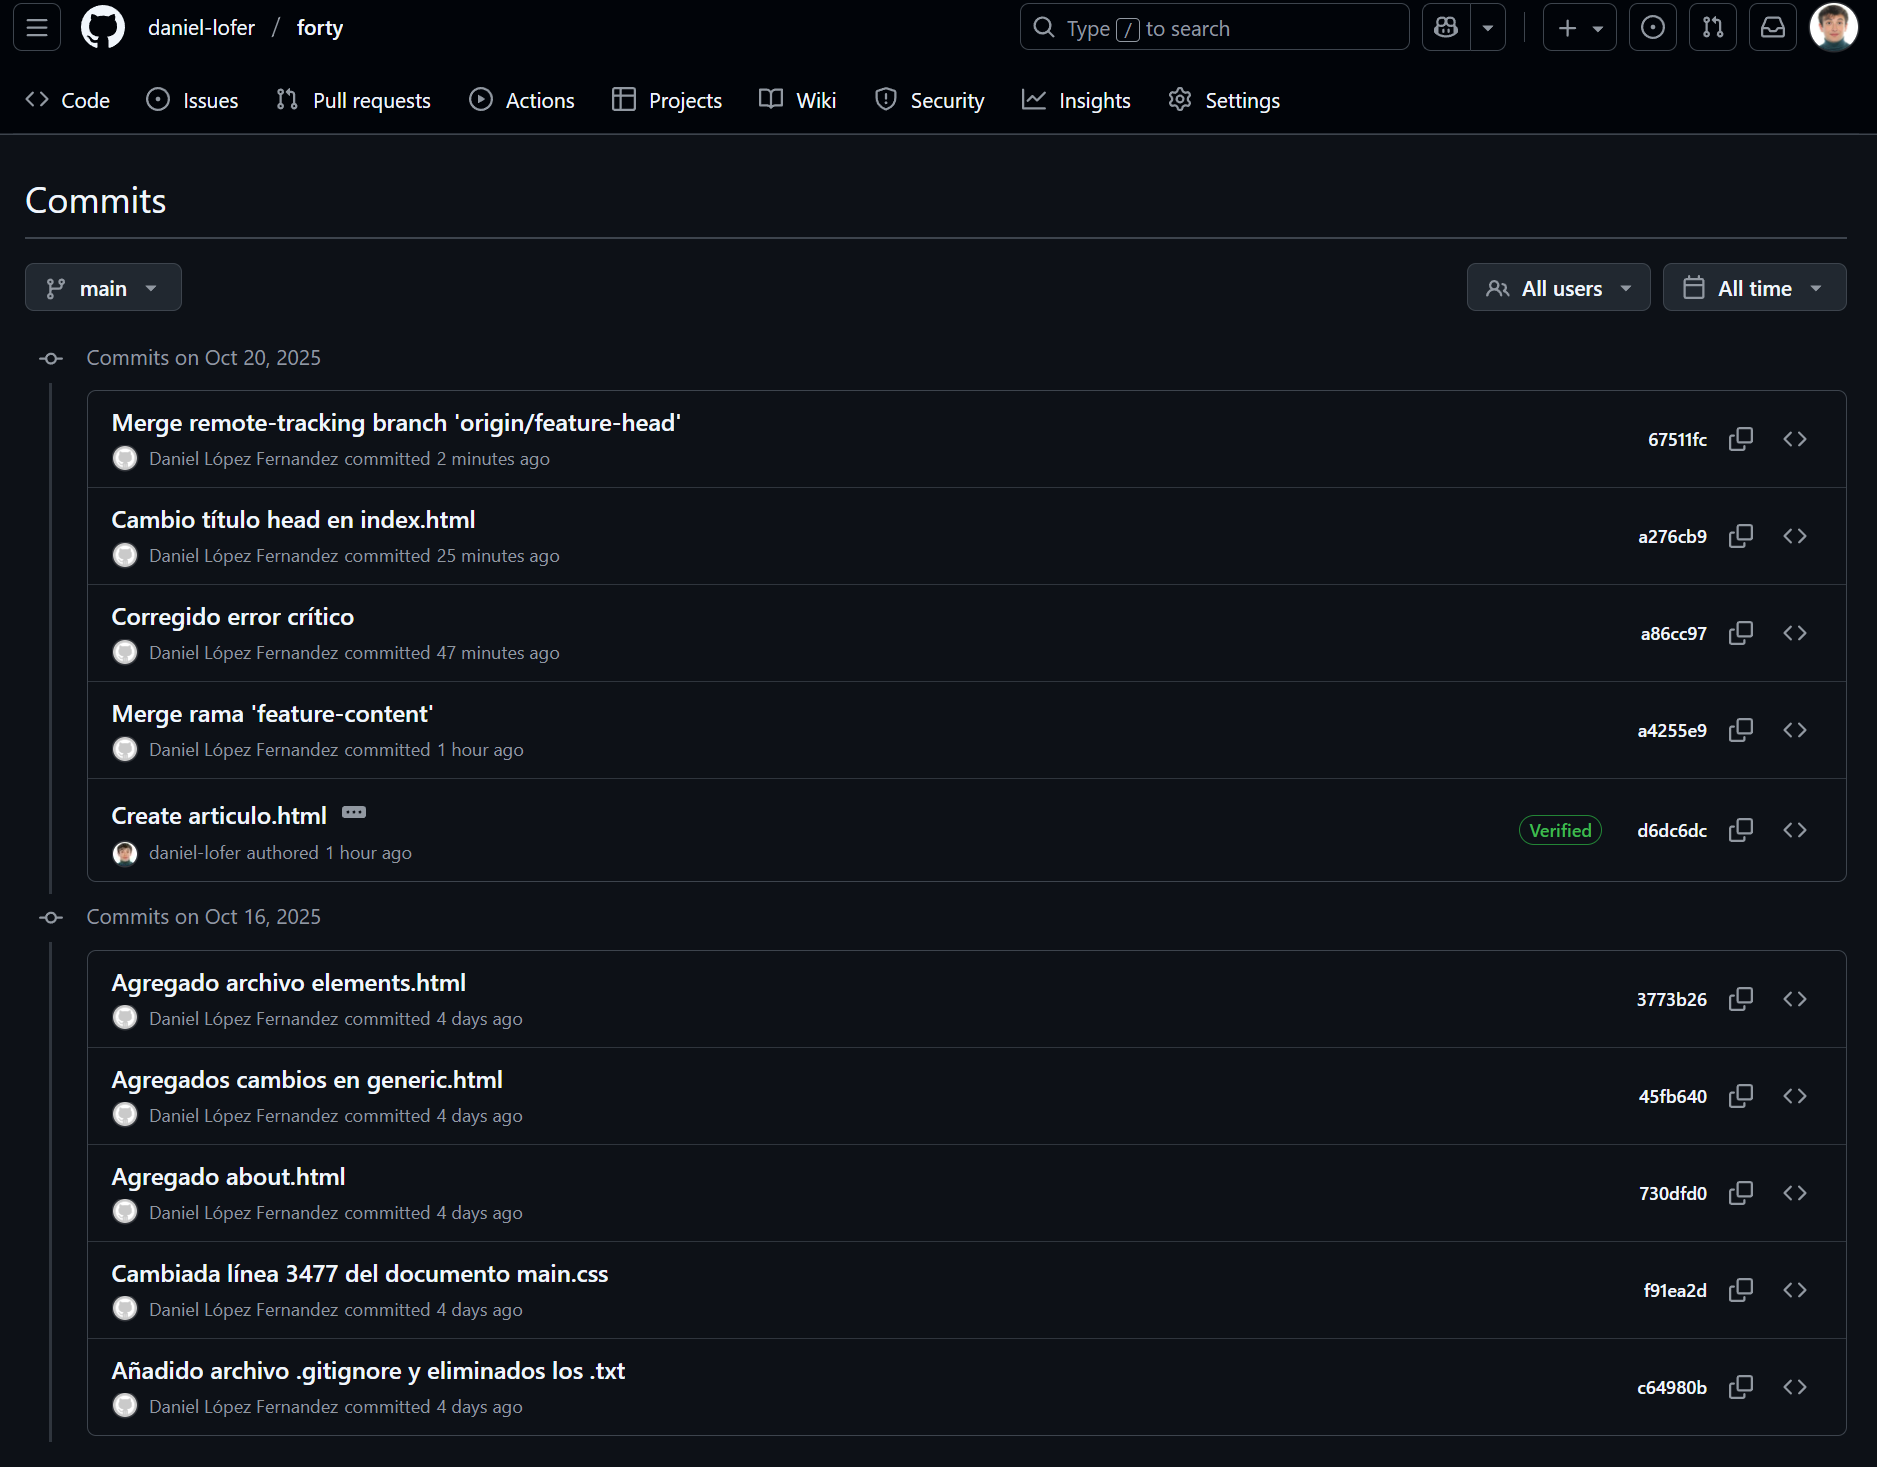 daniel-lofer / forty
Type / to search
Code Issues Pull requests Actions Projects Wiki Security Insights Settings
Commits
main
All users All time
Commits on Oct 20, 2025
Merge remote-tracking branch 'origin/feature-head'
Daniel López Fernandez committed 2 minutes ago
67511fc
Cambio título head en index.html
Daniel López Fernandez committed 25 minutes ago
a276cb9
Corregido error crítico
Daniel López Fernandez committed 47 minutes ago
a86cc97
Merge rama 'feature-content'
Daniel López Fernandez committed 1 hour ago
a4255e9
Create articulo.html
daniel-lofer authored 1 hour ago
Verified d6dc6dc
Commits on Oct 16, 2025
Agregado archivo elements.html
Daniel López Fernandez committed 4 days ago
3773b26
Agregados cambios en generic.html
Daniel López Fernandez committed 4 days ago
45fb640
Agregado about.html
Daniel López Fernandez committed 4 days ago
730dfd0
Cambiada línea 3477 del documento main.css
Daniel López Fernandez committed 4 days ago
f91ea2d
Añadido archivo .gitignore y eliminados los .txt
Daniel López Fernandez committed 4 days ago
c64980b